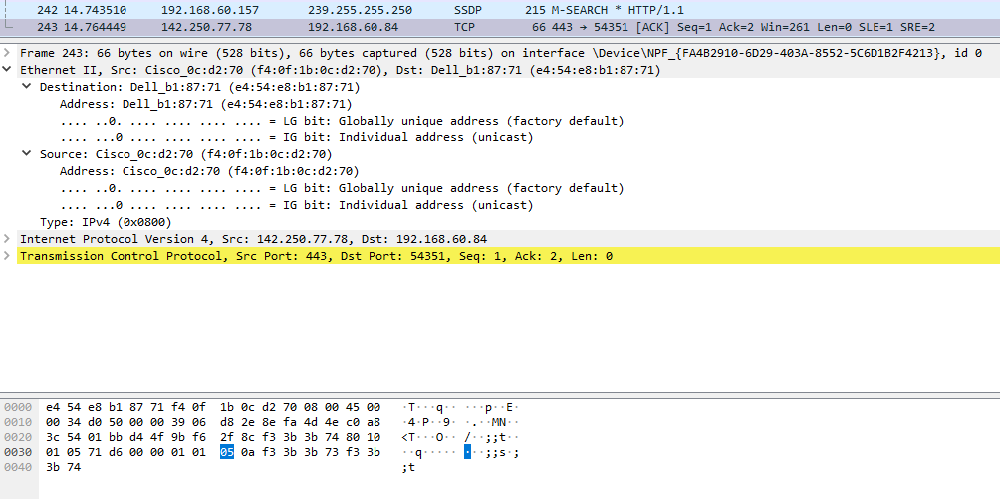 242 14.743510 192.168.60.157 239.255.255.250 SSDP 215 M-SEARCH * HTTP/1.1
243 14.764449 142.250.77.78 192.168.60.84 TCP 66 443 → 54351 [ACK] Seq=1 Ack=2 Win=261 Len=0 SLE=1 SRE=2
Frame 243: 66 bytes on wire (528 bits), 66 bytes captured (528 bits) on interface \Device\NPF_{FA4B2910-6D29-403A-8552-5C6D1B2F4213}, id 0
Ethernet II, Src: Cisco_0c:d2:70 (f4:0f:1b:0c:d2:70), Dst: Dell_b1:87:71 (e4:54:e8:b1:87:71)
Destination: Dell_b1:87:71 (e4:54:e8:b1:87:71)
Address: Dell_b1:87:71 (e4:54:e8:b1:87:71)
.... ..0. .... .... .... .... = LG bit: Globally unique address (factory default)
.... ...0 .... .... .... .... = IG bit: Individual address (unicast)
Source: Cisco_0c:d2:70 (f4:0f:1b:0c:d2:70)
Address: Cisco_0c:d2:70 (f4:0f:1b:0c:d2:70)
.... ..0. .... .... .... .... = LG bit: Globally unique address (factory default)
.... ...0 .... .... .... .... = IG bit: Individual address (unicast)
Type: IPv4 (0x0800)
Internet Protocol Version 4, Src: 142.250.77.78, Dst: 192.168.60.84
Transmission Control Protocol, Src Port: 443, Dst Port: 54351, Seq: 1, Ack: 2, Len: 0
0000 e4 54 e8 b1 87 71 f4 0f 1b 0c d2 70 08 00 45 00 ·T···q·· ···p··E·
0010 00 34 d0 50 00 00 39 06 d8 2e 8e fa 4d 4e c0 a8 ·4·P··9· ·.··MN··
0020 3c 54 01 bb d4 4f 9b f6 2f 8c f3 3b 3b 74 80 10 <T···O·· /··;;t··
0030 01 05 71 d6 00 00 01 01 05 0a f3 3b 3b 73 f3 3b ··q····· ···;;s·;
0040 3b 74 ;t